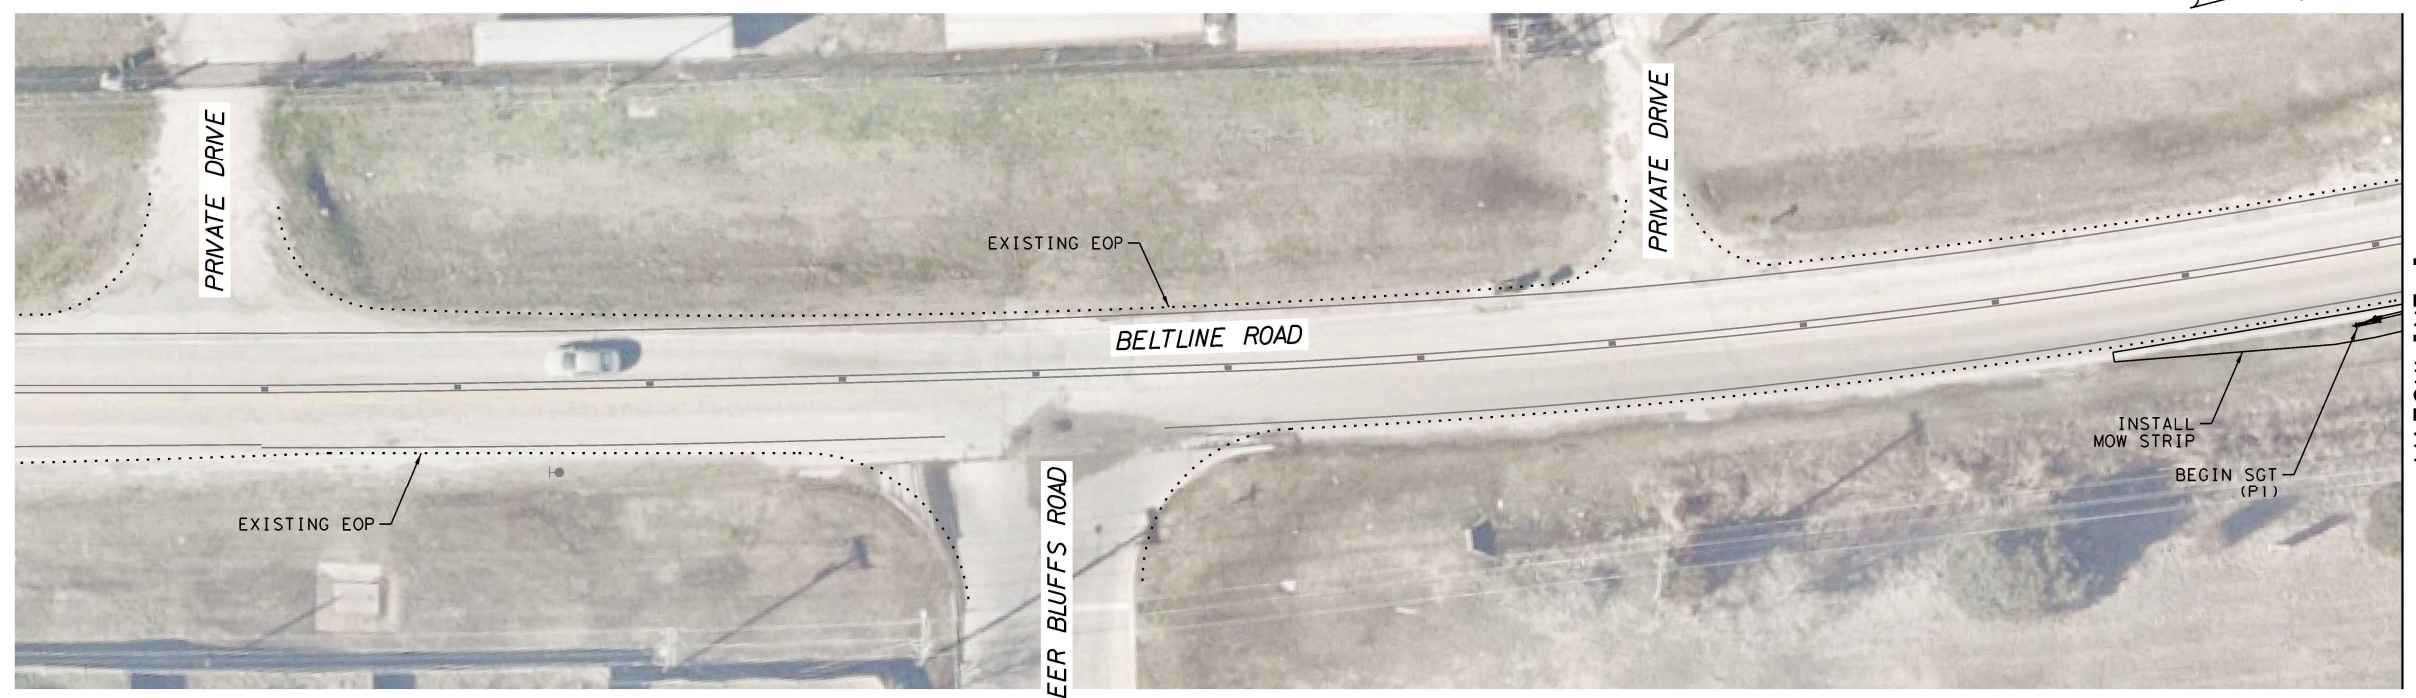 PRIVATE DRIVE
PRIVATE DRIVE
EXISTING EOP
BELTLINE ROAD
INSTALL
MOW STRIP
BEGIN SGT
(P1)
EXISTING EOP
EER BLUFFS ROAD